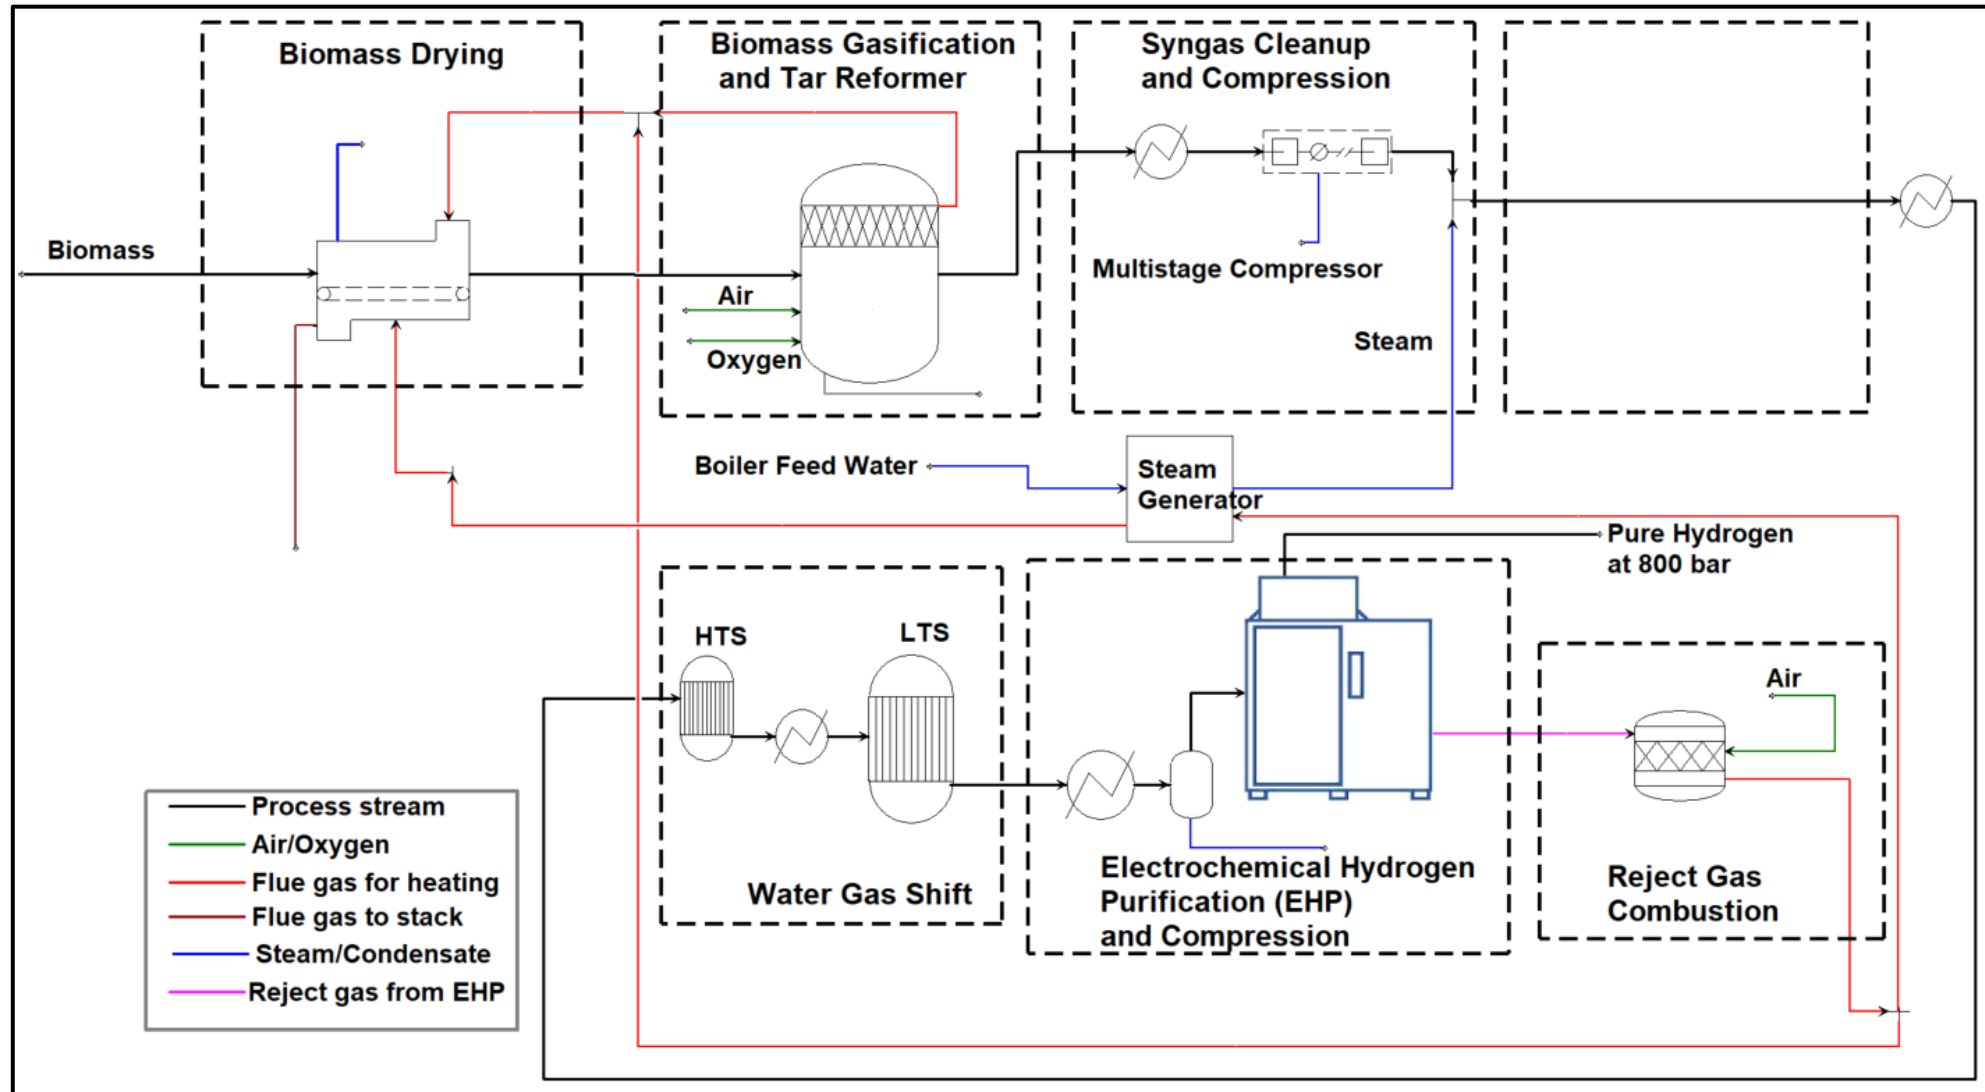 Biomass Drying
Biomass Gasification
and Tar Reformer
Syngas Cleanup
and Compression
Biomass
Air
Oxygen
Multistage Compressor
Steam
Boiler Feed Water
Steam
Generator
Pure Hydrogen
at 800 bar
HTS
LTS
Water Gas Shift
Electrochemical Hydrogen
Purification (EHP)
and Compression
Air
Reject Gas
Combustion
Process stream
Air/Oxygen
Flue gas for heating
Flue gas to stack
Steam/Condensate
Reject gas from EHP